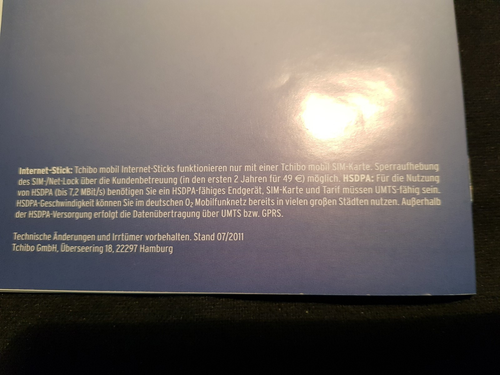 Internet-Stick: Tchibo mobil Internet-Sticks funktionieren nur mit einer Tchibo mobil SIM-Karte. Sperraufhebung
des SIM-/Net-Lock über die Kundenbetreuung (in den ersten 2 Jahren für 49 €) möglich. HSDPA: Für die Nutzung
von HSDPA (bis 7,2 MBit/s) benötigen Sie ein HSDPA-fähiges Endgerät, SIM-Karte und Tarif müssen UMTS-fähig sein.
HSDPA-Geschwindigkeit können Sie im deutschen O₂ Mobilfunknetz bereits in vielen großen Städten nutzen. Außerhalb
der HSDPA-Versorgung erfolgt die Datenübertragung über UMTS bzw. GPRS.
Technische Änderungen und Irrtümer vorbehalten. Stand 07/2011
Tchibo GmbH, Überseering 18, 22297 Hamburg